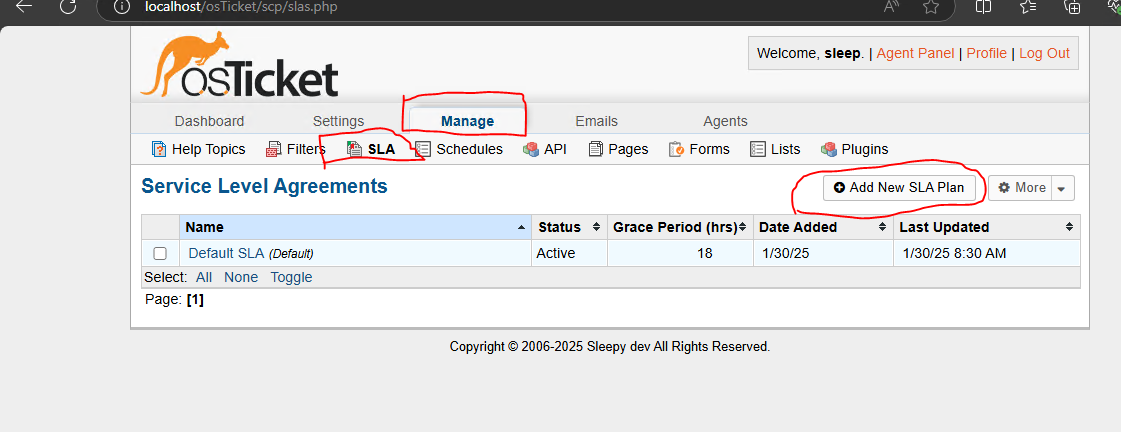 localhost/osTicket/scp/slas.php
osTicket
Welcome, sleep. | Agent Panel | Profile | Log Out
Dashboard Settings Manage Emails Agents
Help Topics Filters SLA Schedules API Pages Forms Lists Plugins
Service Level Agreements Add New SLA Plan More
Name Status Grace Period (hrs) Date Added Last Updated
Default SLA (Default) Active 18 1/30/25 1/30/25 8:30 AM
Select: All None Toggle
Page: [1]
Copyright © 2006-2025 Sleepy dev All Rights Reserved.